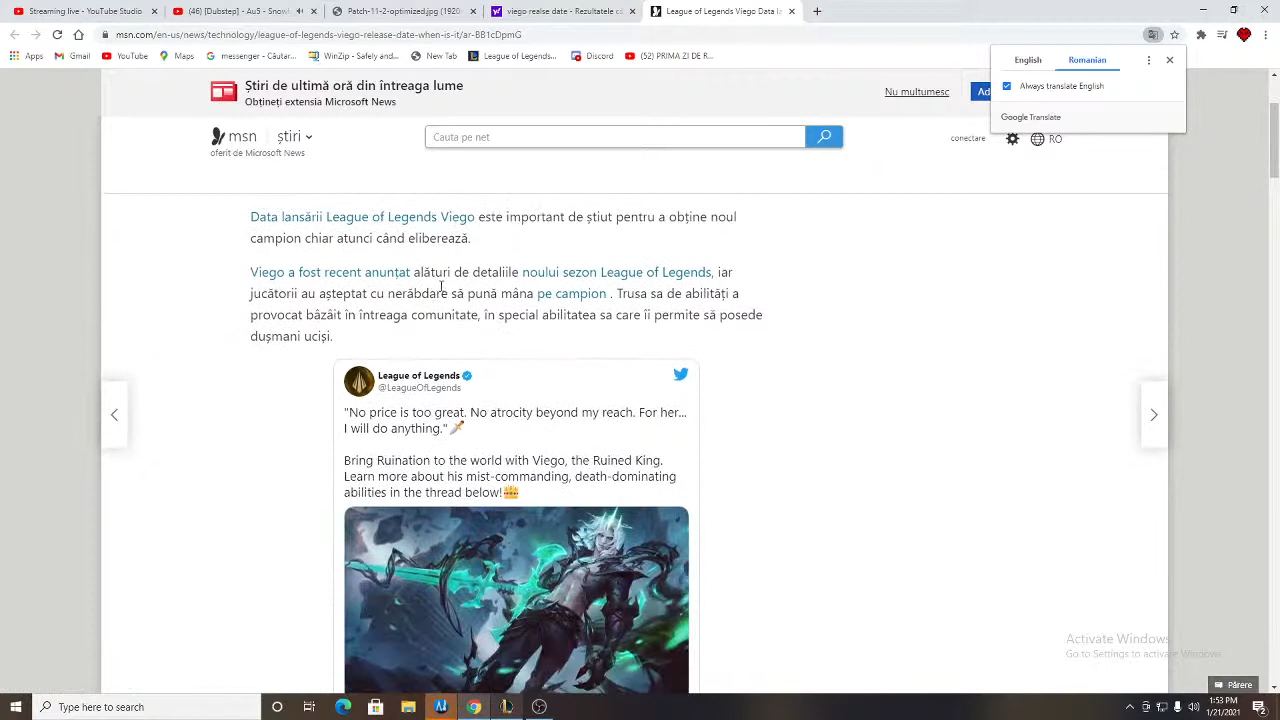 Streaming live - YouTube Studio
(46) [Dubstep] - Au5 - Snow
Patch-11-2-optimized.jpg (192
viego realse date - Rezultatele c
League of Legends Viego Data la
msn.com/en-us/news/technology/league-of-legends-viego-release-date-when-is-it/ar-BB1cDpmG
Apps
Gmail
YouTube
messenger - Căutar...
WinZip - Safely and...
New Tab
League of Legends...
Discord
(52) PRIMA ZI DE R...
English
Romanian
Always translate English
Google Translate
Știri de ultimă oră din întreaga lume
Obțineți extensia Microsoft News
Nu multumesc
Ad
msn
știri
oferit de Microsoft News
Cauta pe net
conectare
RO
Data lansării League of Legends Viego este important de știut pentru a obține noul
campion chiar atunci când eliberează.
Viego a fost recent anunțat alături de detaliile noului sezon League of Legends, iar
jucătorii au așteptat cu nerăbdare să pună mâna pe campion . Trusa sa de abilități a
provocat bâzâit în întreaga comunitate, în special abilitatea sa care îi permite să posede
dușmani uciși.
League of Legends
@LeagueOfLegends
"No price is too great. No atrocity beyond my reach. For her...
I will do anything."
Bring Ruination to the world with Viego, the Ruined King.
Learn more about his mist-commanding, death-dominating
abilities in the thread below!
Activate Windows
Go to Settings to activate Windows.
Părere
Type here to search
1:53 PM
1/21/2021
2